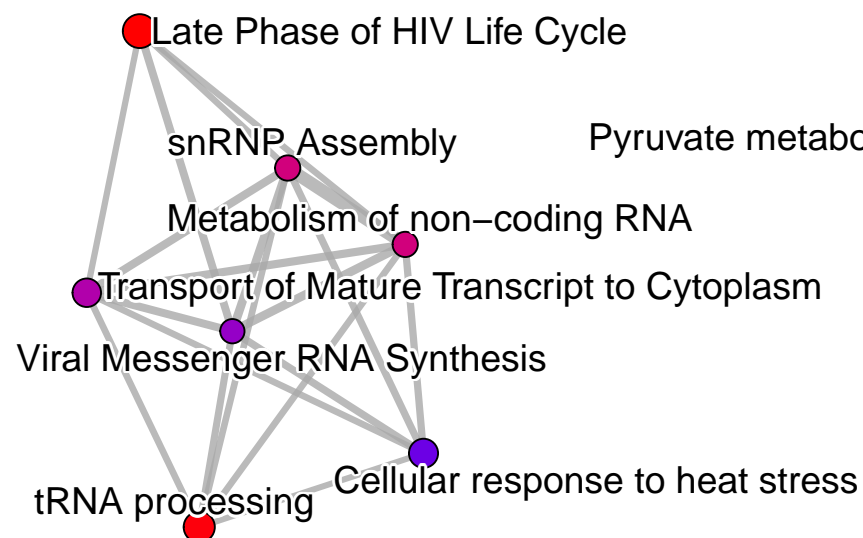 Late Phase of HIV Life Cycle
snRNP Assembly
Pyruvate
Metabolism of non−coding RNA
Transport of Mature Transcript to Cytoplasm
Viral Messenger RNA Synthesis
Cellular response to heat stress
tRNA processing